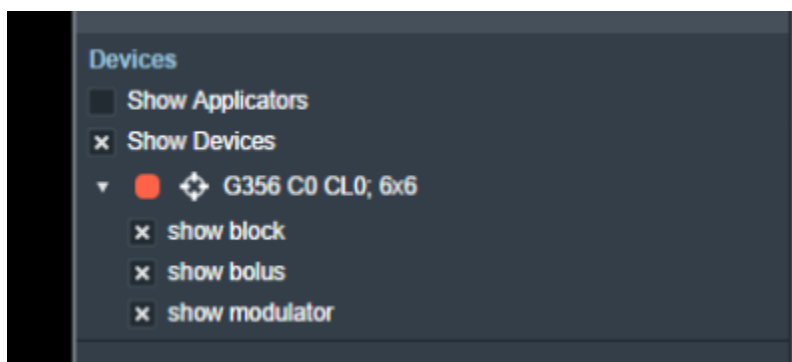 Devices
Show Applicators
Show Devices
G356 C0 CL0; 6x6
show block
show bolus
show modulator